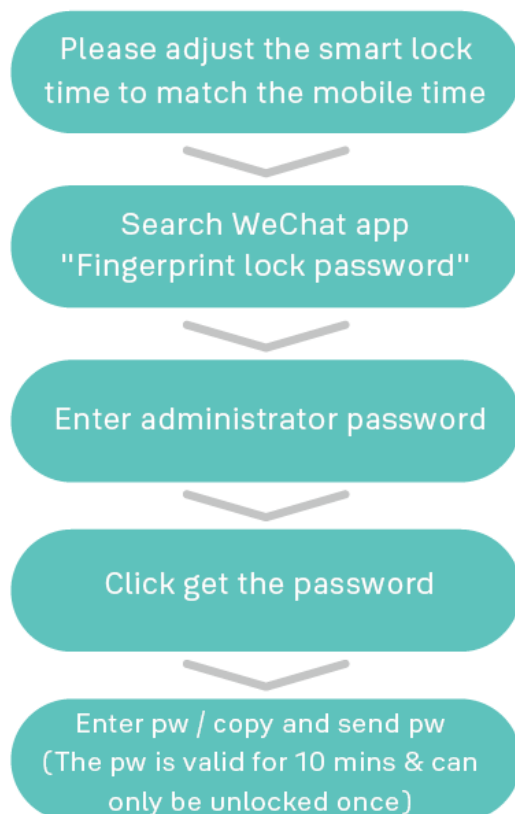 Please adjust the smart lock
time to match the mobile time
Search WeChat app
"Fingerprint lock password"
Enter administrator password
Click get the password
Enter pw / copy and send pw
(The pw is valid for 10 mins & can
only be unlocked once)